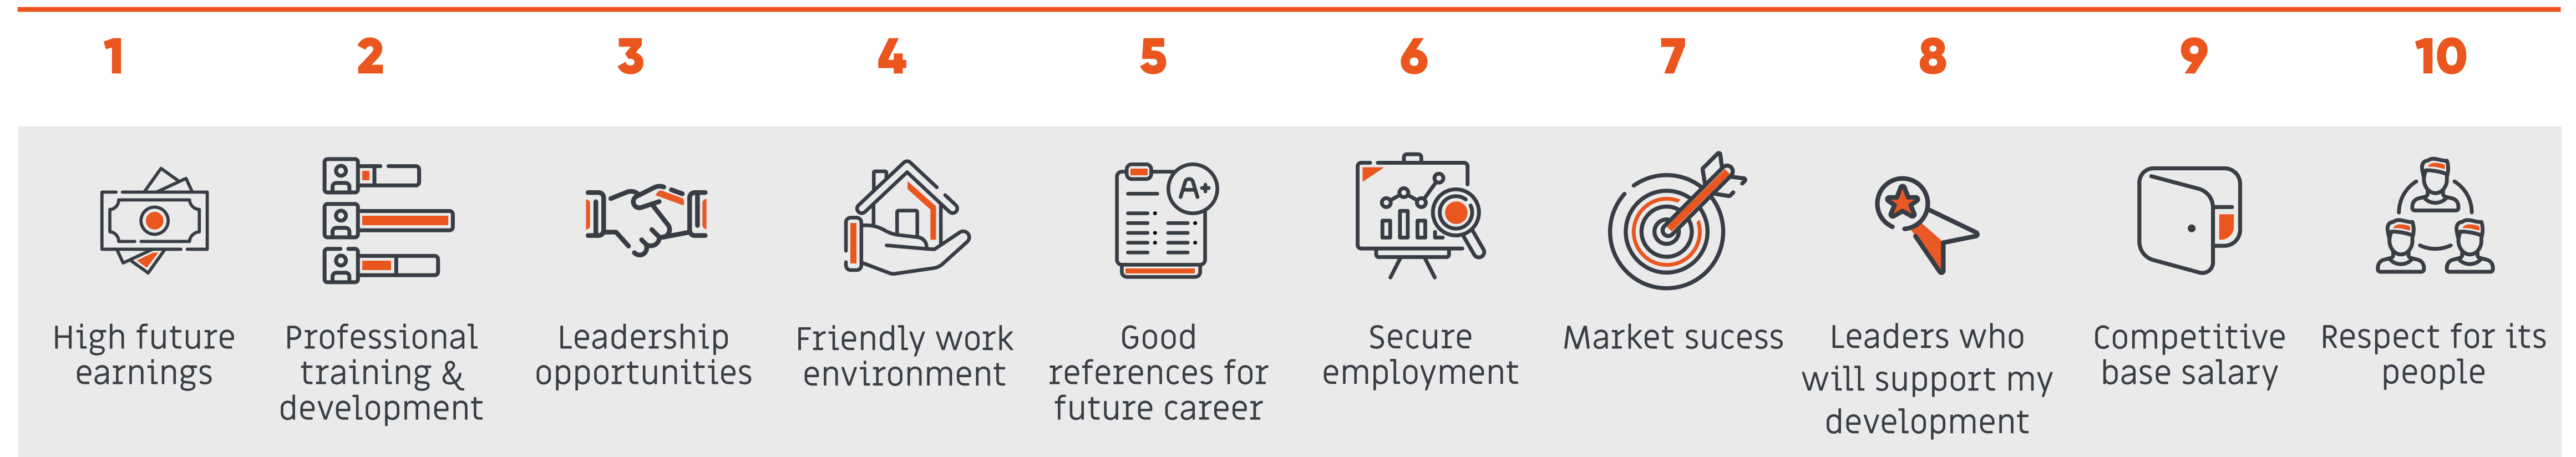 1 2 3 4 5 6 7 8 9 10
A+
High future
earnings
Professional
training &
development
Leadership
opportunities
Friendly work
environment
Good
references for
future career
Secure
employment
Market sucess
Leaders who
will support my
development
Competitive
base salary
Respect for its
people